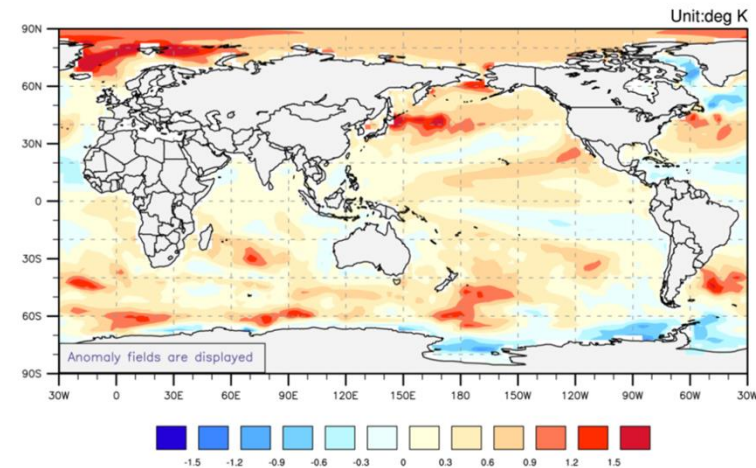 Unit:deg K
90N
60N
30N
0
30S
60S
90S
Anomaly fields are displayed
30W 0 30E 60E 90E 120E 150E 180 150W 120W 90W 60W 30W
-1.5 -1.2 -0.9 -0.6 -0.3 0 0.3 0.6 0.9 1.2 1.5